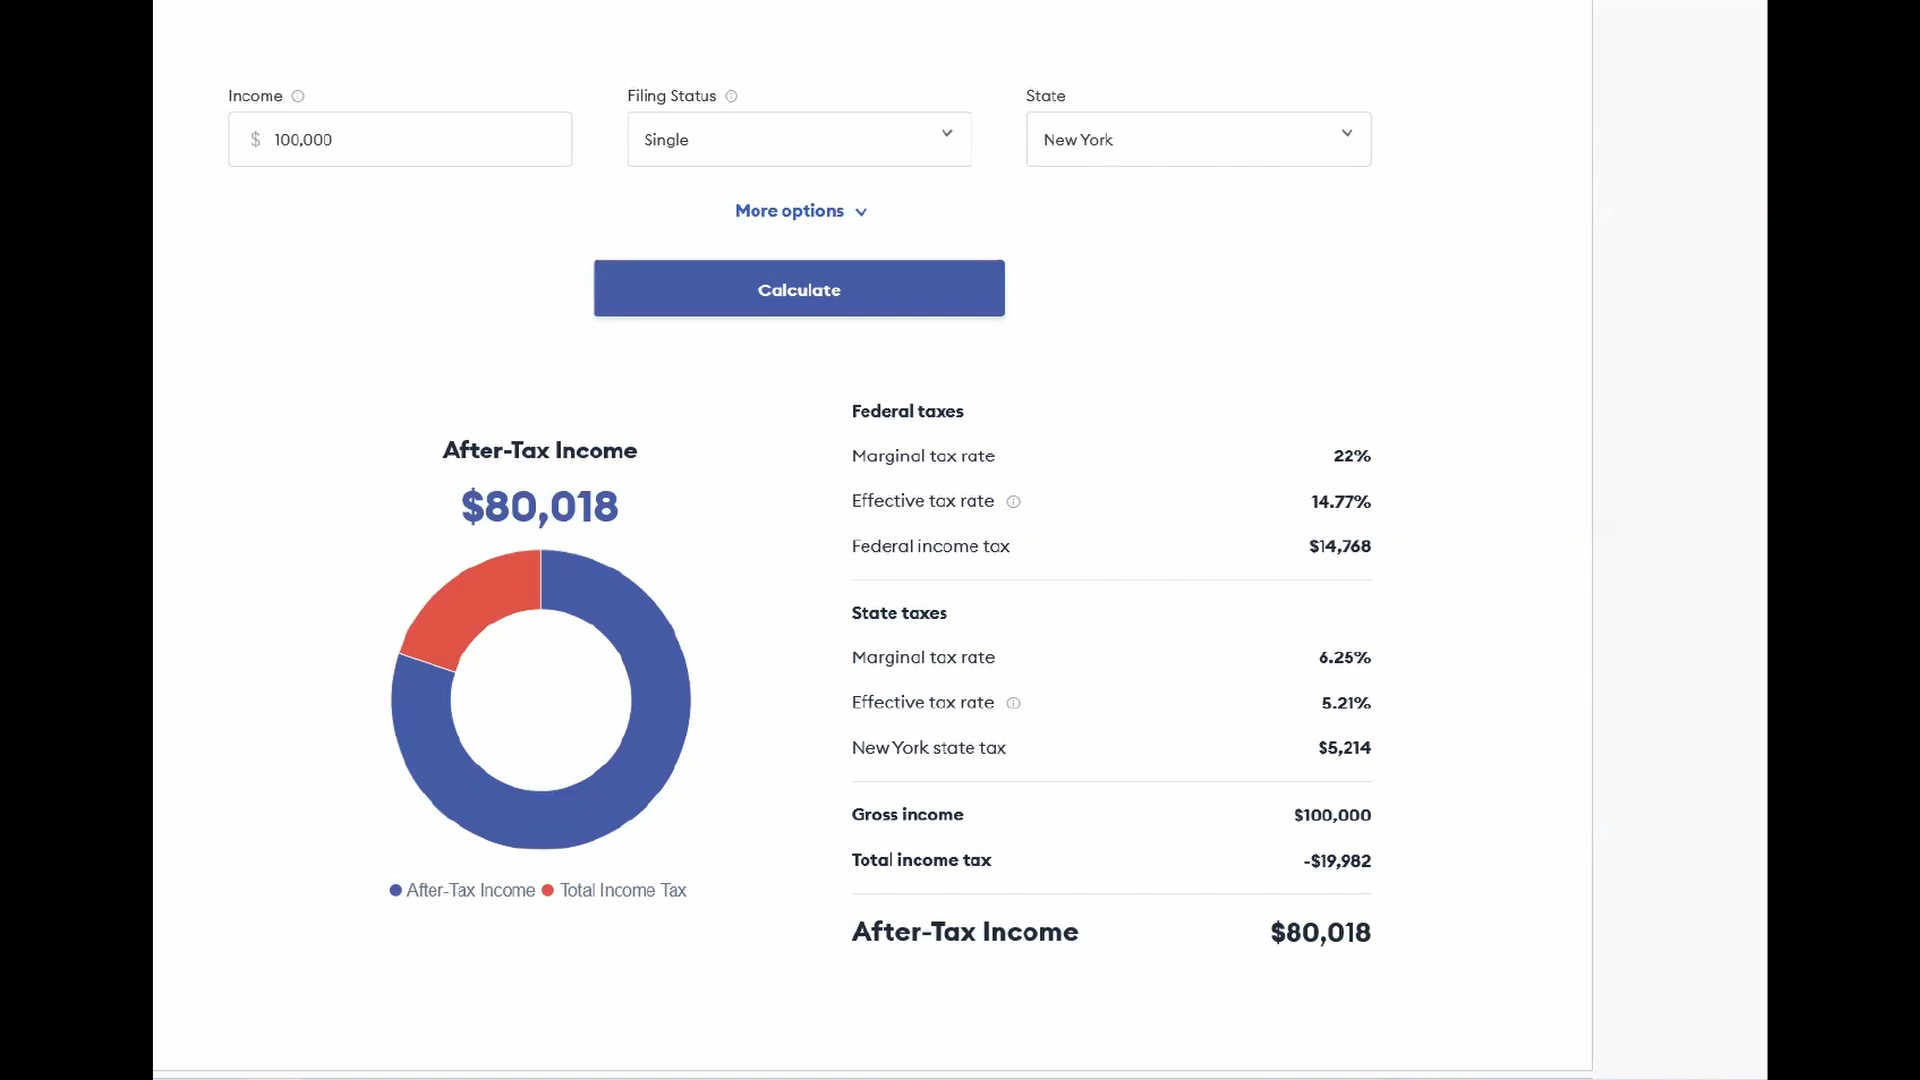 Income
Filing Status
State
$ 100,000
Single
New York
More options
Calculate
After-Tax Income
$80,018
After-Tax Income
Total Income Tax
Federal taxes
Marginal tax rate 22%
Effective tax rate 14.77%
Federal income tax $14,768
State taxes
Marginal tax rate 6.25%
Effective tax rate 5.21%
New York state tax $5,214
Gross income $100,000
Total income tax -$19,982
After-Tax Income $80,018